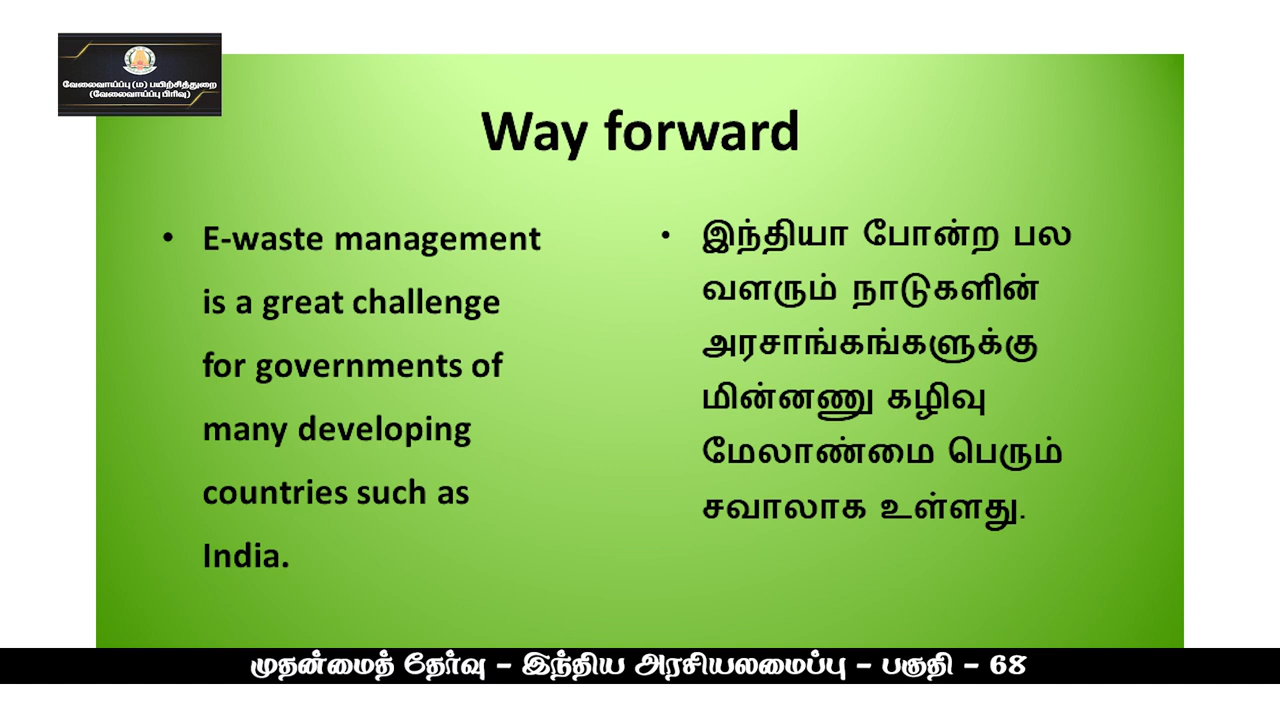 வேலைவாய்ப்பு (ம) பயிற்சித்துறை
(வேலைவாய்ப்பு பிரிவு)
Way forward
• E-waste management
is a great challenge
for governments of
many developing
countries such as
India.
• இந்தியா போன்ற பல
வளரும் நாடுகளின்
அரசாங்கங்களுக்கு
மின்னணு கழிவு
மேலாண்மை பெரும்
சவாலாக உள்ளது.
முதன்மைத் தேர்வு – இந்திய அரசியலமைப்பு – பகுதி – 68